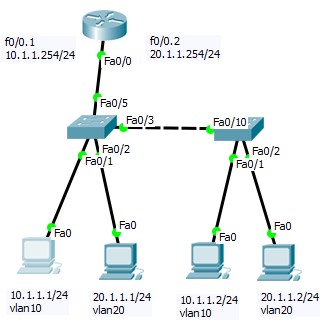 f0/0.1
10.1.1.254/24
f0/0.2
20.1.1.254/24
Fa0/0
Fa0/5
Fa0/3
Fa0/10
Fa0/2
Fa0/1
Fa0/2
Fa0/1
Fa0
Fa0
Fa0
Fa0
10.1.1.1/24
vlan10
20.1.1.1/24
vlan20
10.1.1.2/24
vlan10
20.1.1.2/24
vlan20